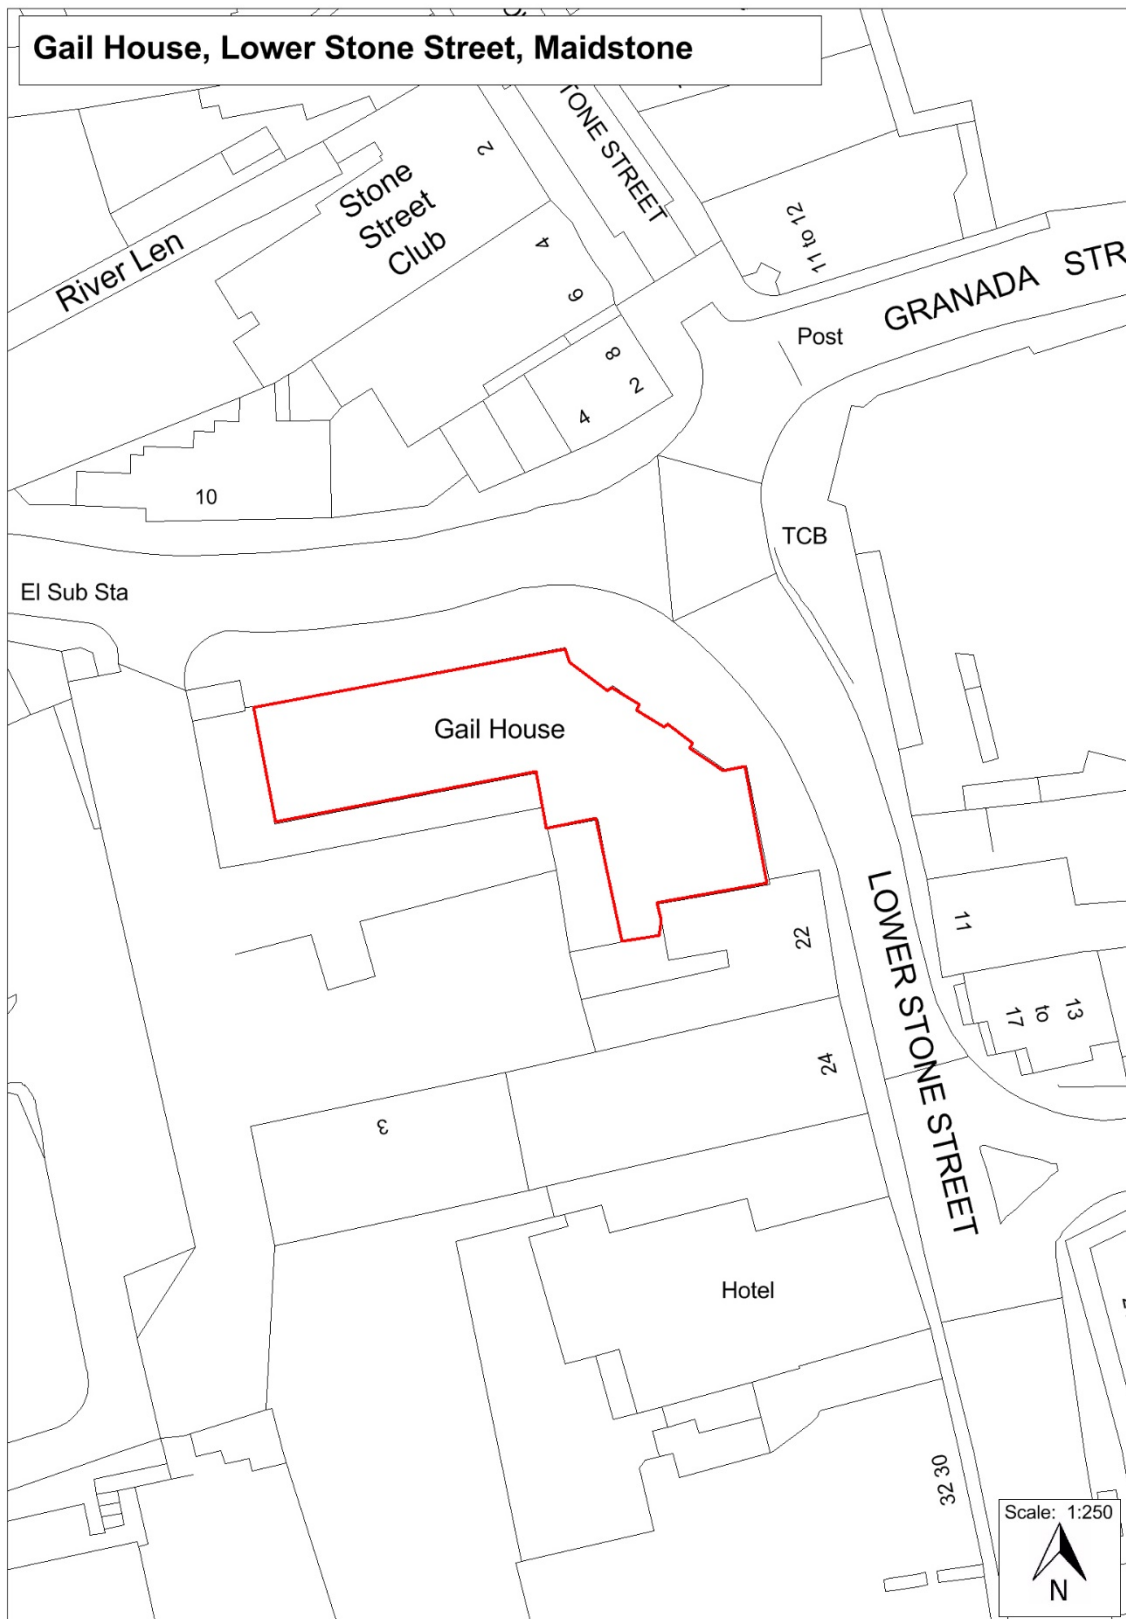 Gail House, Lower Stone Street, Maidstone
TONE STREET
2
Stone
Street
Club
4
6
11 to 12
River Len
GRANADA STR
Post
8
2
4
10
TCB
El Sub Sta
Gail House
LOWER STONE STREET
11
22
13
to
17
24
3
Hotel
32 30
Scale: 1:250
N